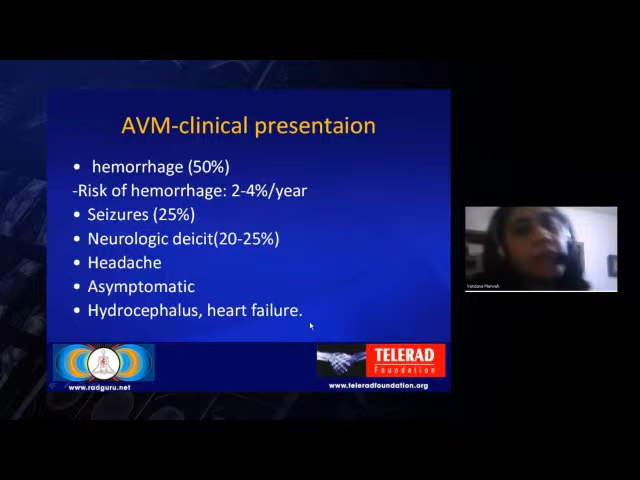 AVM-clinical presentaion
• hemorrhage (50%)
-Risk of hemorrhage: 2-4%/year
• Seizures (25%)
• Neurologic deicit(20-25%)
• Headache
• Asymptomatic
• Hydrocephalus, heart failure.
TELERAD
Foundation
www.radguru.net
www.teleradfoundation.org